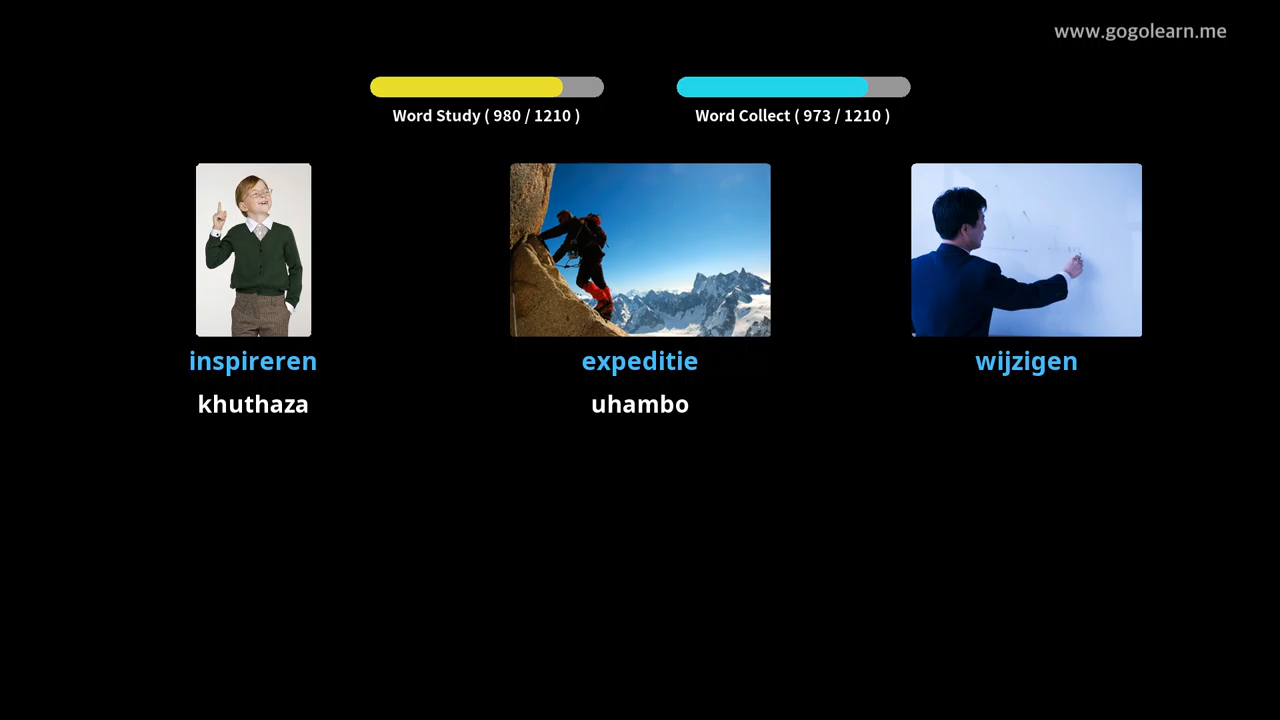 www.gogolearn.me
Word Study ( 980 / 1210 )
Word Collect ( 973 / 1210 )
inspireren
expeditie
wijzigen
khuthaza
uhambo